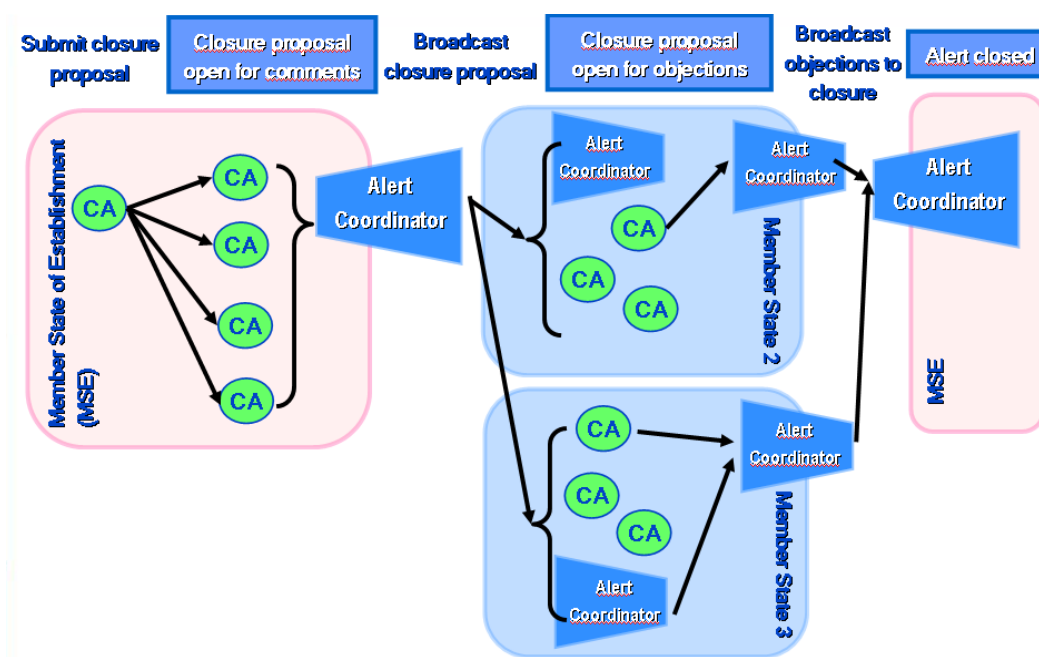 Submit closure
proposal
Closure proposal
open for comments
Broadcast
closure proposal
Closure proposal
open for objections
Broadcast
objections to
closure
Alert closed
Member State of Establishment
(MSE)
CA
CA
CA
CA
CA
Alert
Coordinator
Alert
Coordinator
CA
CA
CA
Alert
Coordinator
Member State 2
CA
CA
CA
Alert
Coordinator
Alert
Coordinator
Member State 3
Alert
Coordinator
MSE